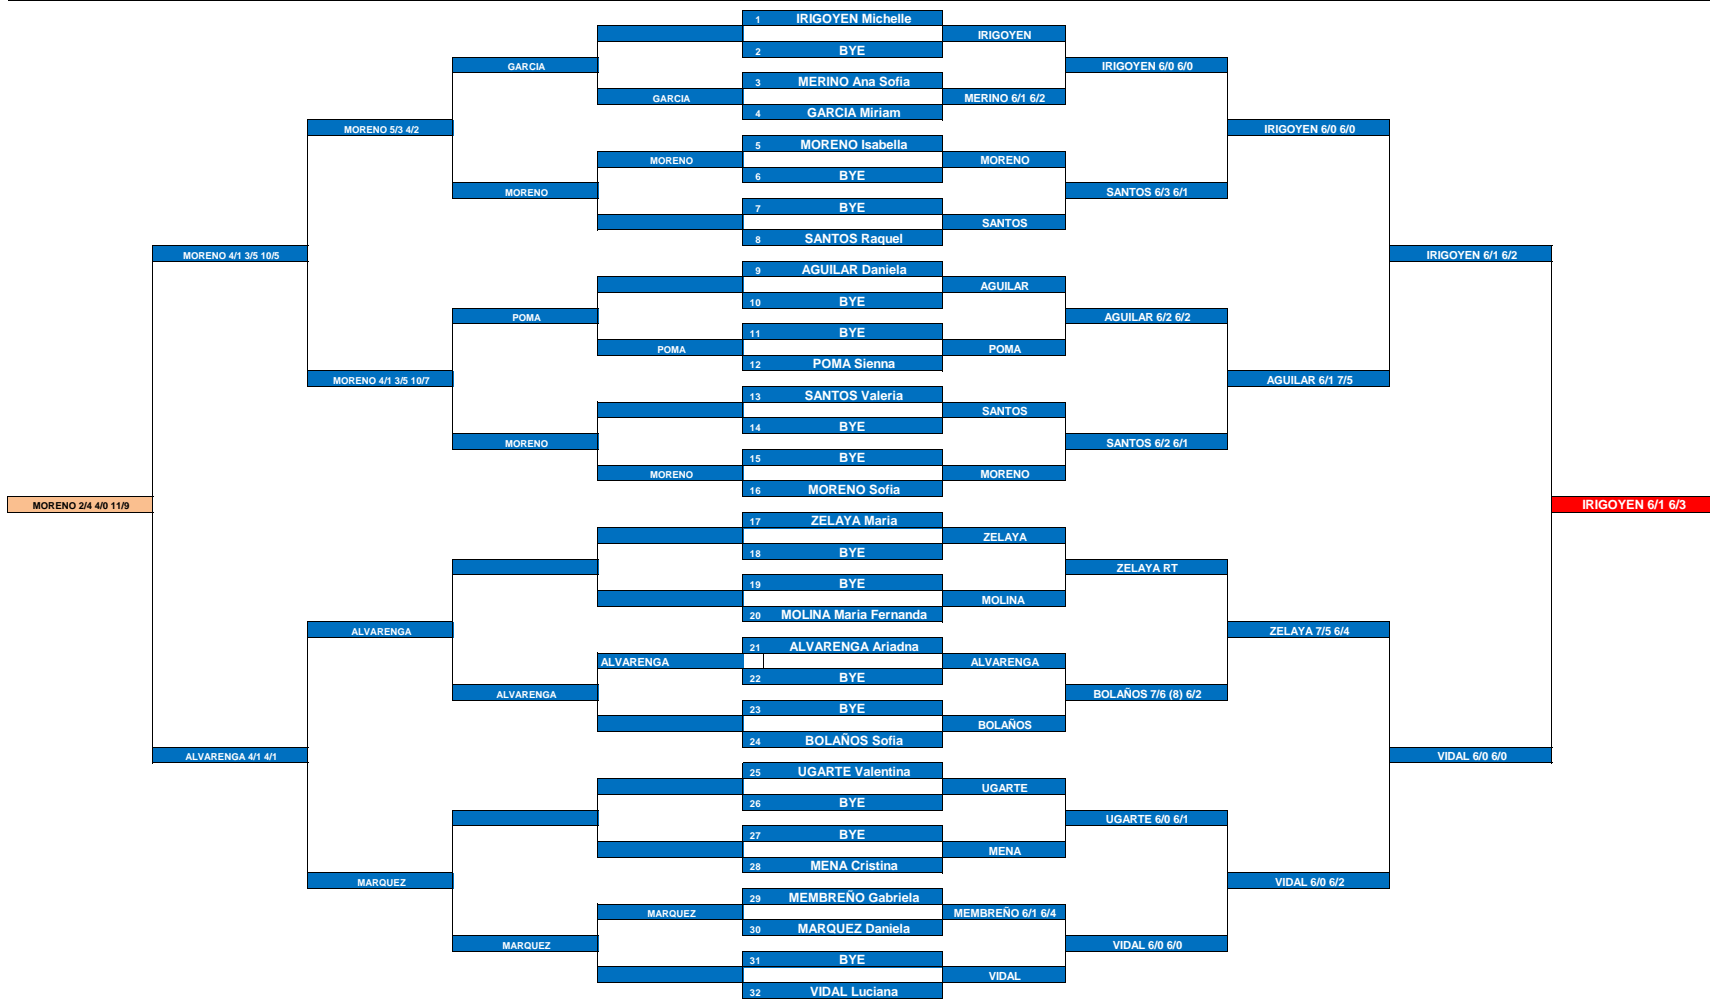 1 IRIGOYEN Michelle
IRIGOYEN
2 BYE
GARCIA
IRIGOYEN 6/0 6/0
3 MERINO Ana Sofia
GARCIA
MERINO 6/1 6/2
4 GARCIA Miriam
MORENO 5/3 4/2
IRIGOYEN 6/0 6/0
5 MORENO Isabella
MORENO
MORENO
6 BYE
MORENO
SANTOS 6/3 6/1
7 BYE
SANTOS
8 SANTOS Raquel
MORENO 4/1 3/5 10/5
IRIGOYEN 6/1 6/2
9 AGUILAR Daniela
AGUILAR
10 BYE
POMA
AGUILAR 6/2 6/2
11 BYE
POMA
POMA
12 POMA Sienna
MORENO 4/1 3/5 10/7
AGUILAR 6/1 7/5
13 SANTOS Valeria
SANTOS
14 BYE
MORENO
SANTOS 6/2 6/1
15 BYE
MORENO
MORENO
16 MORENO Sofia
MORENO 2/4 4/0 11/9
IRIGOYEN 6/1 6/3
17 ZELAYA Maria
ZELAYA
18 BYE
ZELAYA RT
19 BYE
MOLINA
20 MOLINA Maria Fernanda
ALVARENGA
ZELAYA 7/5 6/4
21 ALVARENGA Ariadna
ALVARENGA
ALVARENGA
22 BYE
ALVARENGA
BOLAÑOS 7/6 (8) 6/2
23 BYE
BOLAÑOS
24 BOLAÑOS Sofia
ALVARENGA 4/1 4/1
VIDAL 6/0 6/0
25 UGARTE Valentina
UGARTE
26 BYE
UGARTE 6/0 6/1
27 BYE
MENA
28 MENA Cristina
MARQUEZ
VIDAL 6/0 6/2
29 MEMBREÑO Gabriela
MARQUEZ
MEMBREÑO 6/1 6/4
30 MARQUEZ Daniela
MARQUEZ
VIDAL 6/0 6/0
31 BYE
VIDAL
32 VIDAL Luciana